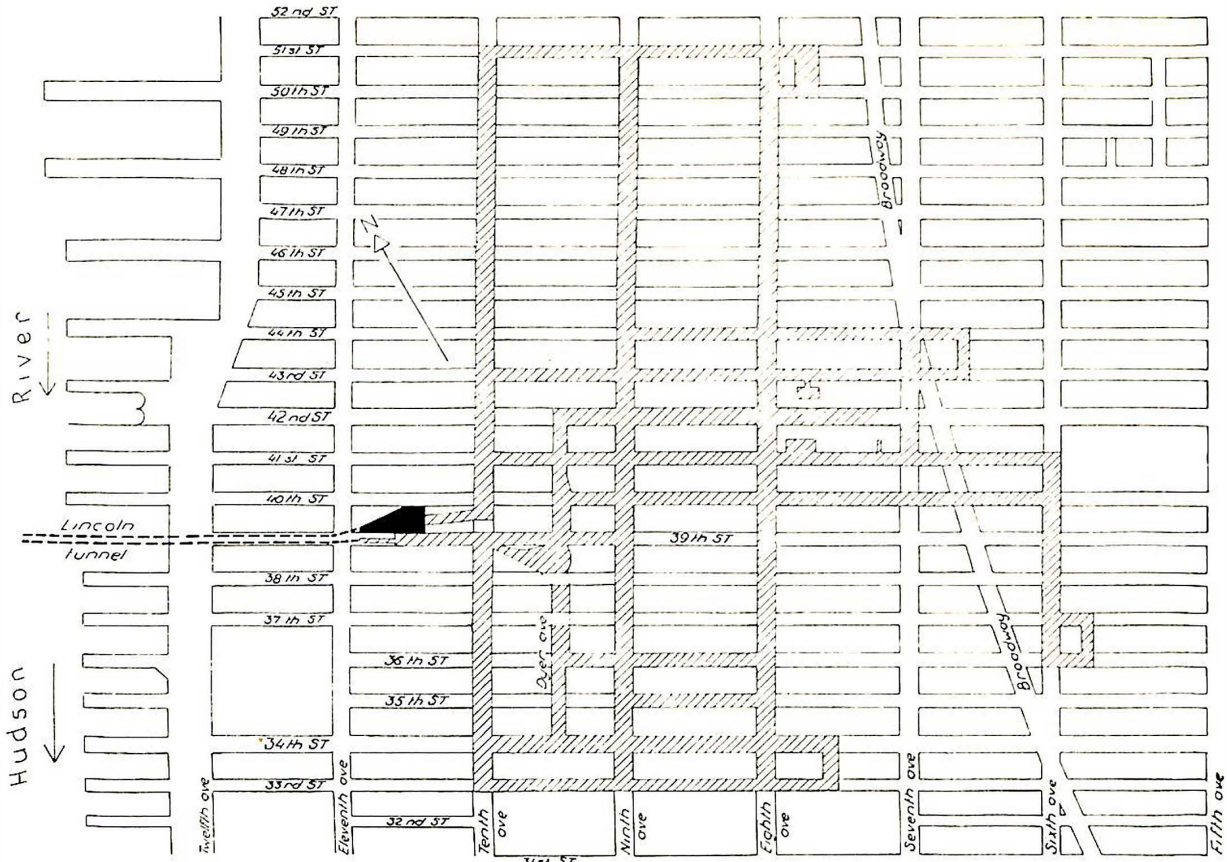 52nd ST
51st ST
50th ST
49th ST
48th ST
47th ST
46th ST
45th ST
44th ST
43rd ST
42nd ST
41st ST
40th ST
39th ST
38th ST
37th ST
36th ST
35th ST
34th ST
33rd ST
32nd ST
31st ST
N
Broadway
Broadway
River
Hudson
Lincoln
tunnel
Dyer ave
Twelfth ave
Eleventh ave
Tenth
ave
Ninth
ave
Eighth
ave
Seventh ave
Sixth ave
Fifth ave